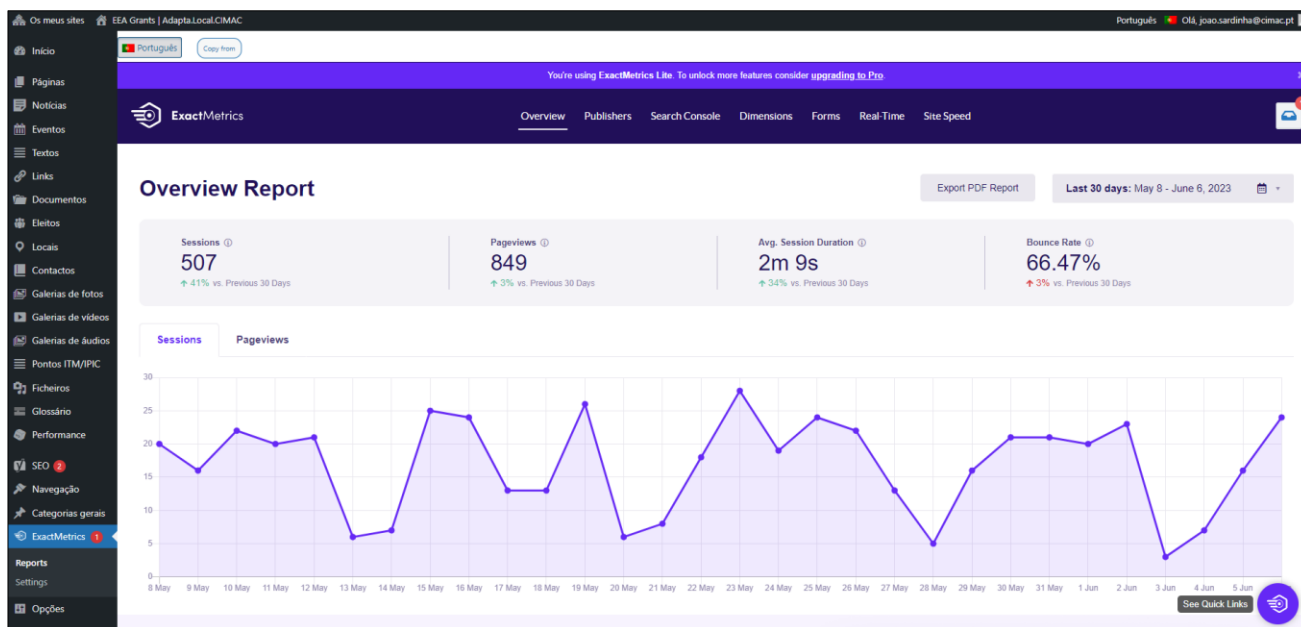 Os meus sites EEA Grants | Adapta.Local.CIMAC Português Olá, joao.sardinha@cimac.pt
Início
Páginas
Notícias
Eventos
Textos
Links
Documentos
Eleitos
Locais
Contactos
Galerias de fotos
Galerias de vídeos
Galerias de áudios
Pontos ITM/IPIC
Ficheiros
Glossário
Performance
SEO 2
Navegação
Categorias gerais
ExactMetrics 1
Reports
Settings
Opções
Português Copy from
You're using ExactMetrics Lite. To unlock more features consider upgrading to Pro.
ExactMetrics Overview Publishers Search Console Dimensions Forms Real-Time Site Speed
Overview Report Export PDF Report Last 30 days: May 8 - June 6, 2023
Sessions Pageviews Avg. Session Duration Bounce Rate
507 849 2m 9s 66.47%
41% vs. Previous 30 Days 3% vs. Previous 30 Days 34% vs. Previous 30 Days 3% vs. Previous 30 Days
Sessions Pageviews
30
25
20
15
10
5
0
8 May 9 May 10 May 11 May 12 May 13 May 14 May 15 May 16 May 17 May 18 May 19 May 20 May 21 May 22 May 23 May 24 May 25 May 26 May 27 May 28 May 29 May 30 May 31 May 1 Jun 2 Jun 3 Jun 4 Jun 5 Jun
See Quick Links